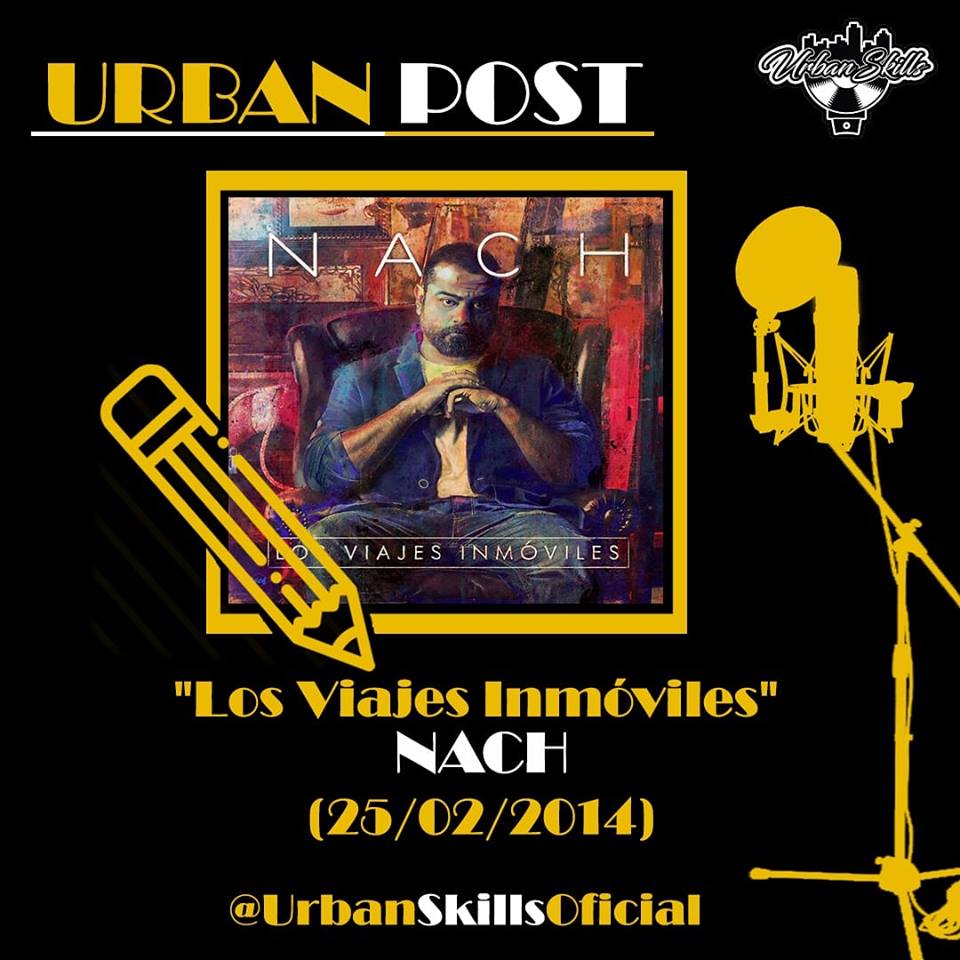 URBAN POST
Urban Skills
NACH
LOS VIAJES INMÓVILES
"Los Viajes Inmóviles"
NACH
(25/02/2014)
@UrbanSkillsOficial